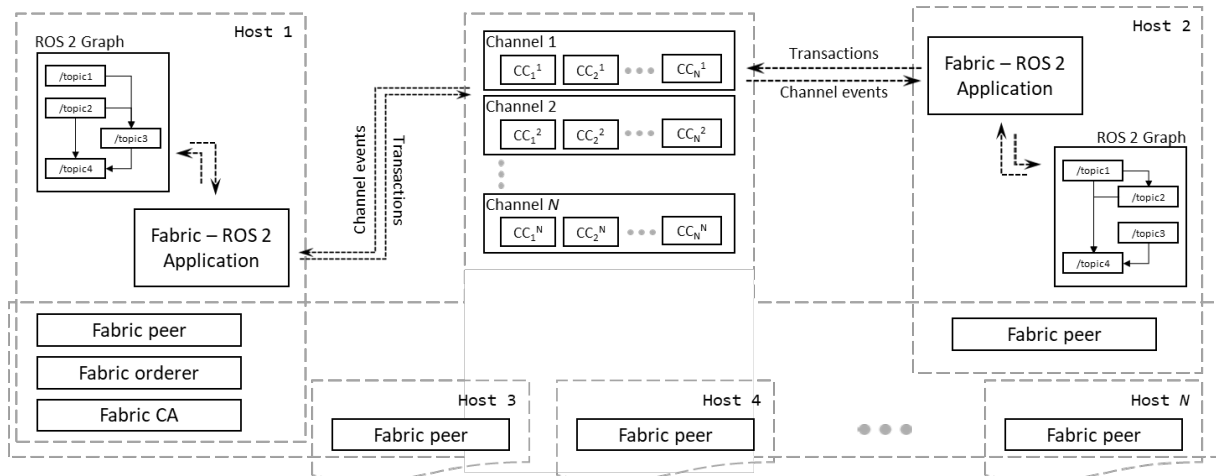 Host 1
ROS 2 Graph
/topic1
/topic2
/topic3
/topic4
Fabric – ROS 2
Application
Fabric peer
Fabric orderer
Fabric CA
Channel events
Transactions
Channel 1
CC₁¹ CC₂¹ CC_N¹
Channel 2
CC₁² CC₂² CC_N²
Channel N
CC₁ᴺ CC₂ᴺ CC_Nᴺ
Transactions
Channel events
Host 2
Fabric – ROS 2
Application
ROS 2 Graph
/topic1
/topic2
/topic3
/topic4
Fabric peer
Host 3
Fabric peer
Host 4
Fabric peer
Host N
Fabric peer